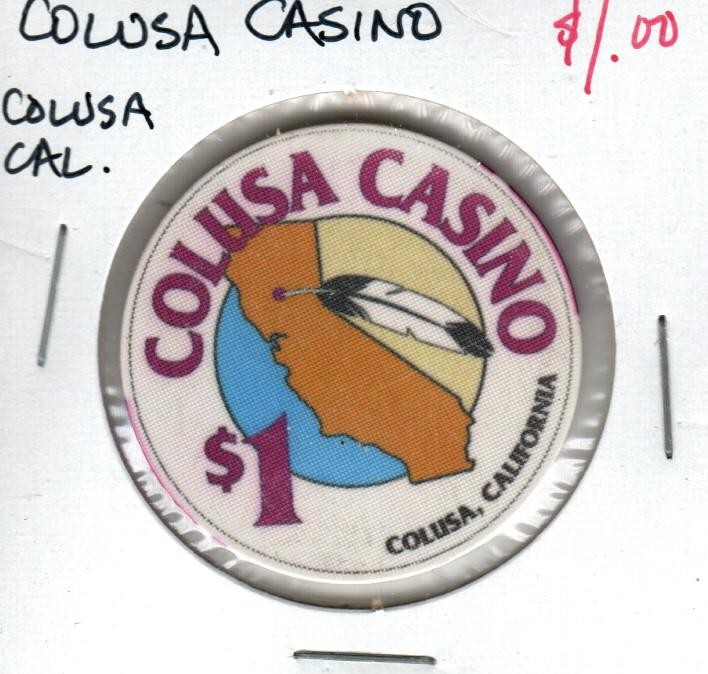 COLUSA CASINO $1.00
COLUSA
CAL.
COLUSA CASINO
$1
COLUSA, CALIFORNIA